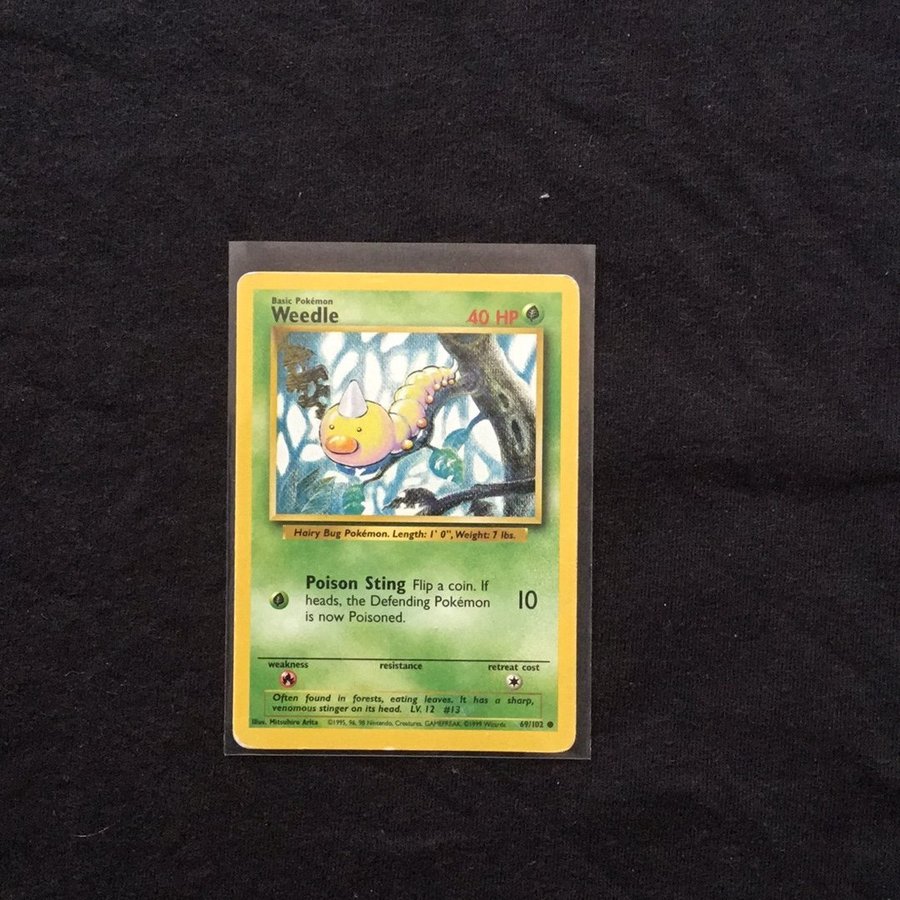 Basic Pokémon
Weedle
40 HP
Hairy Bug Pokémon. Length: 1' 0", Weight: 7 lbs.
Poison Sting Flip a coin. If
heads, the Defending Pokémon
is now Poisoned.
10
weakness
resistance
retreat cost
Often found in forests, eating leaves. It has a sharp,
venomous stinger on its head. LV. 12 #13
Illus. Mitsuhiro Arita ©1995, 96, 98 Nintendo, Creatures, GAMEFREAK. ©1999 Wizards. 69/102